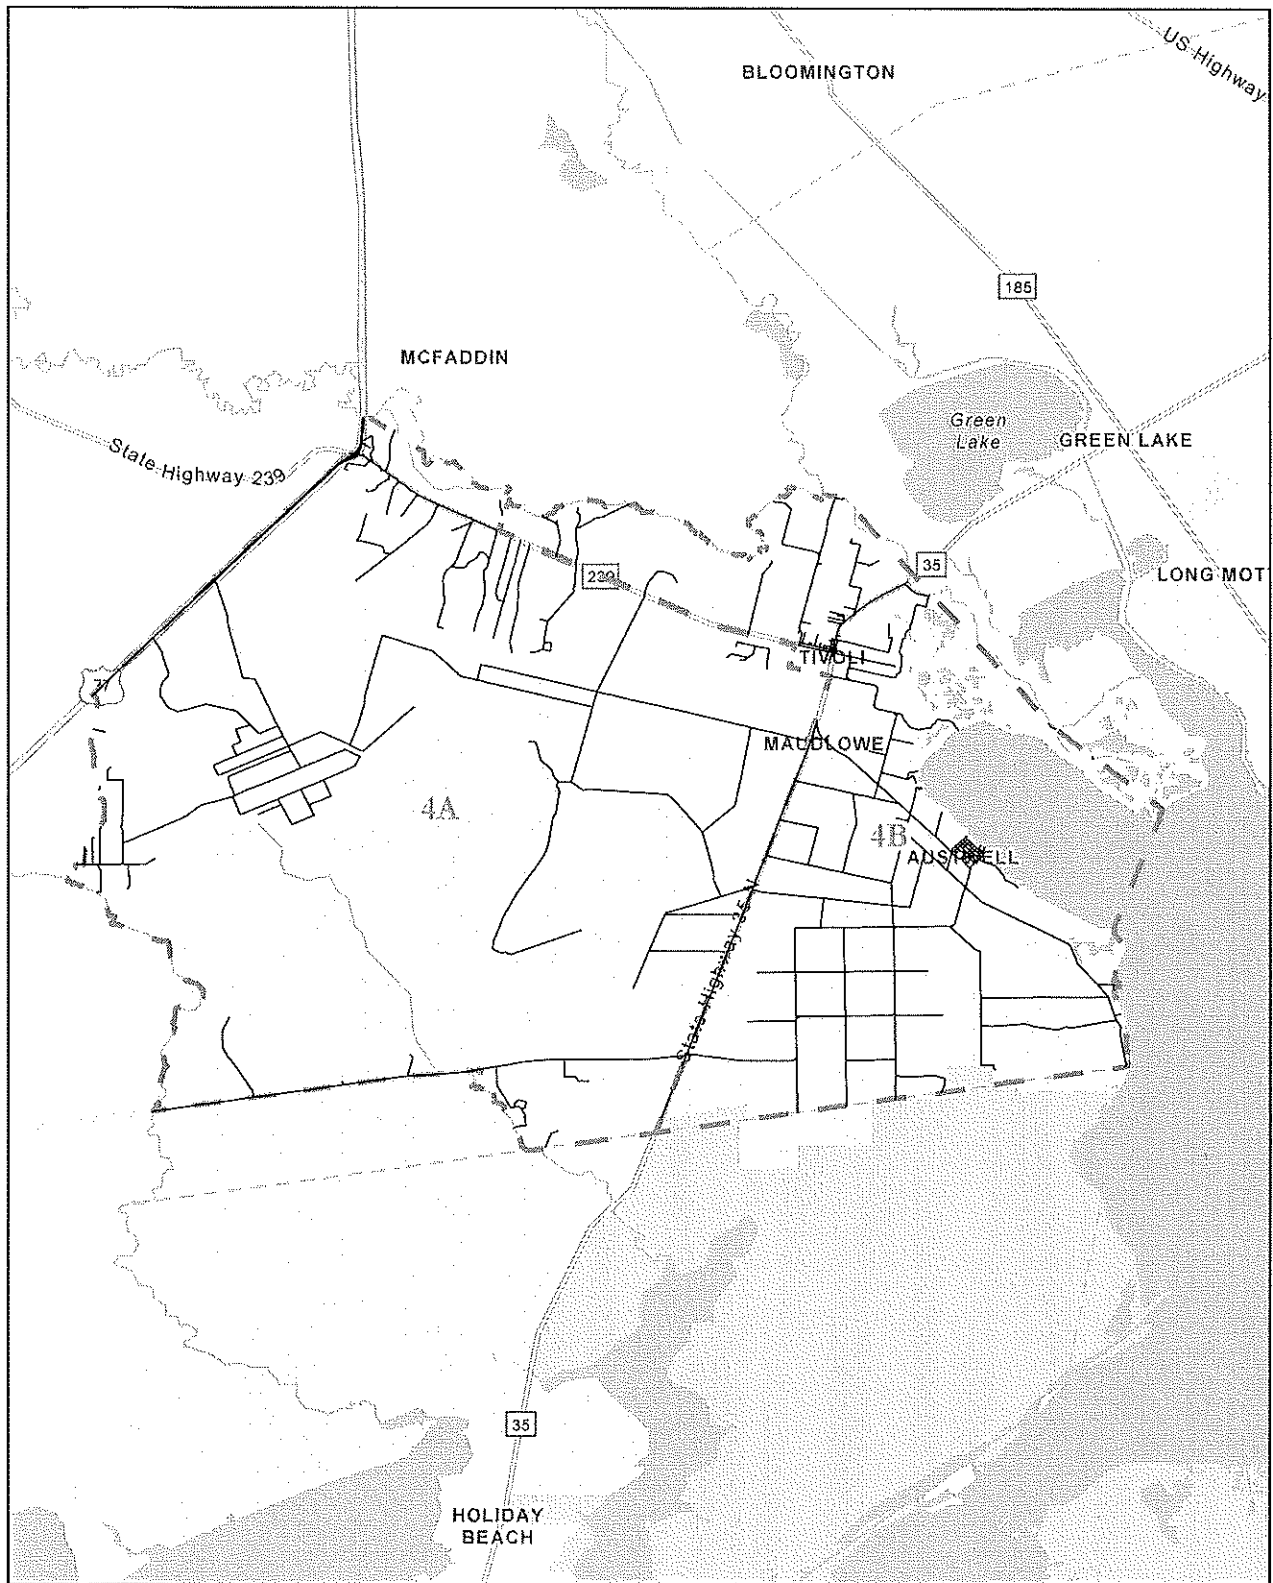 US Highway
BLOOMINGTON
185
MCFADDIN
Green
Lake
GREEN LAKE
State Highway 239
35
239
LONG MOT
TIVOLI
77
MAUDLOWE
4A
4B
AUSTWELL
State Highway 35 N
35
HOLIDAY
BEACH